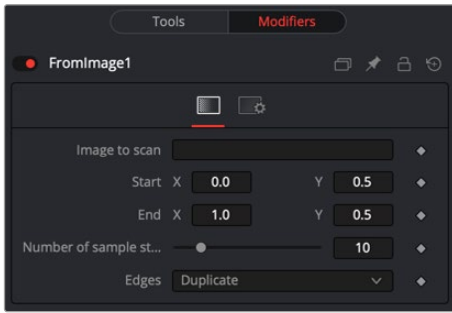 Tools Modifiers
FromImage1
Image to scan
Start X 0.0 Y 0.5
End X 1.0 Y 0.5
Number of sample st... 10
Edges Duplicate